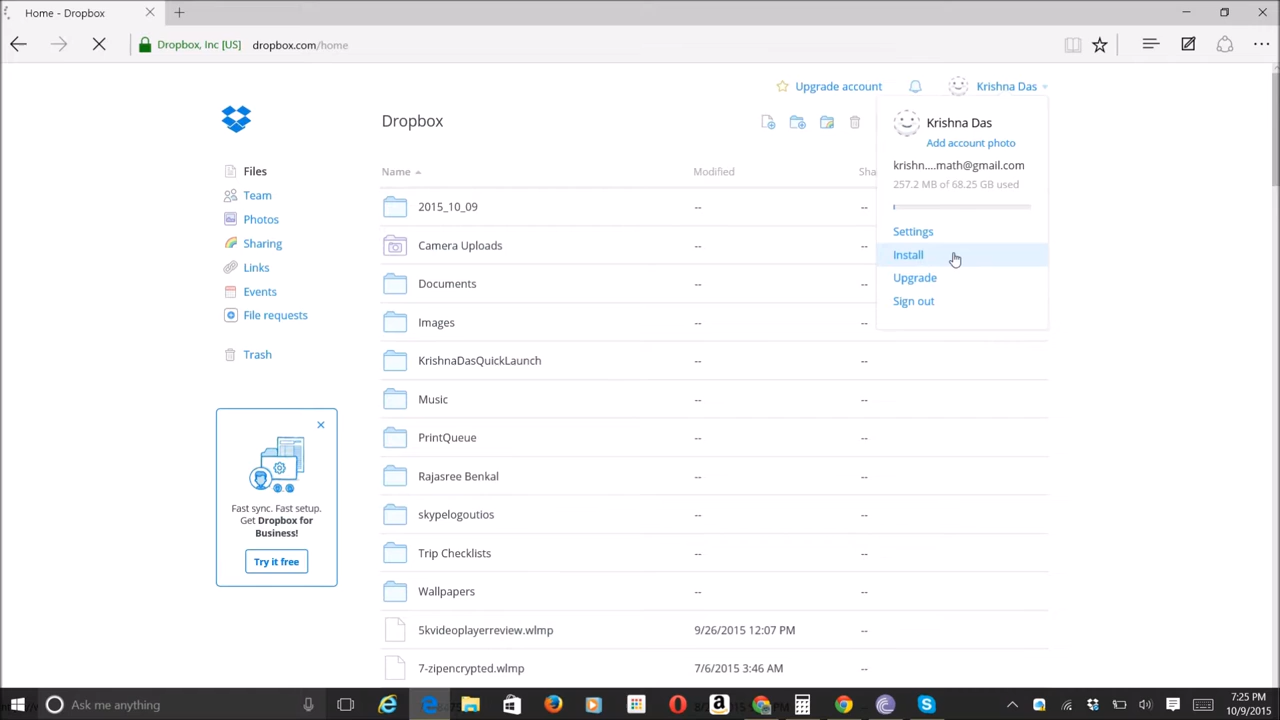 Home - Dropbox
Dropbox, Inc [US] dropbox.com/home
Upgrade account
Krishna Das
Dropbox
Krishna Das
Add account photo
krishn....math@gmail.com
257.2 MB of 68.25 GB used
Settings
Install
Upgrade
Sign out
Files
Team
Photos
Sharing
Links
Events
File requests
Trash
Fast sync. Fast setup.
Get Dropbox for
Business!
Try it free
Name Modified Sha
2015_10_09 -- --
Camera Uploads -- --
Documents -- --
Images -- --
KrishnaDasQuickLaunch -- --
Music -- --
PrintQueue -- --
Rajasree Benkal -- --
skypelogoutios -- --
Trip Checklists -- --
Wallpapers -- --
5kvideoplayerreview.wlmp 9/26/2015 12:07 PM --
7-zipencrypted.wlmp 7/6/2015 3:46 AM --
Ask me anything
7:25 PM
10/9/2015